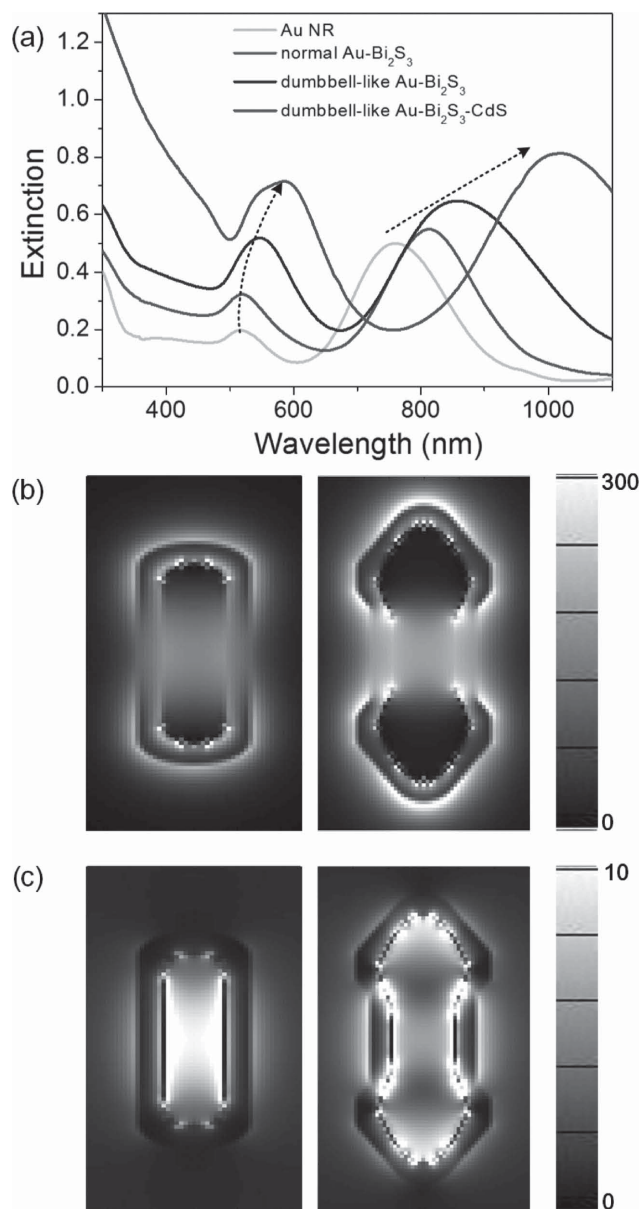 (a)
1.2
1.0
0.8
0.6
0.4
0.2
0.0
Extinction
Au NR
normal Au-Bi₂S₃
dumbbell-like Au-Bi₂S₃
dumbbell-like Au-Bi₂S₃-CdS
400
600
800
1000
Wavelength (nm)
(b)
300
0
(c)
10
0